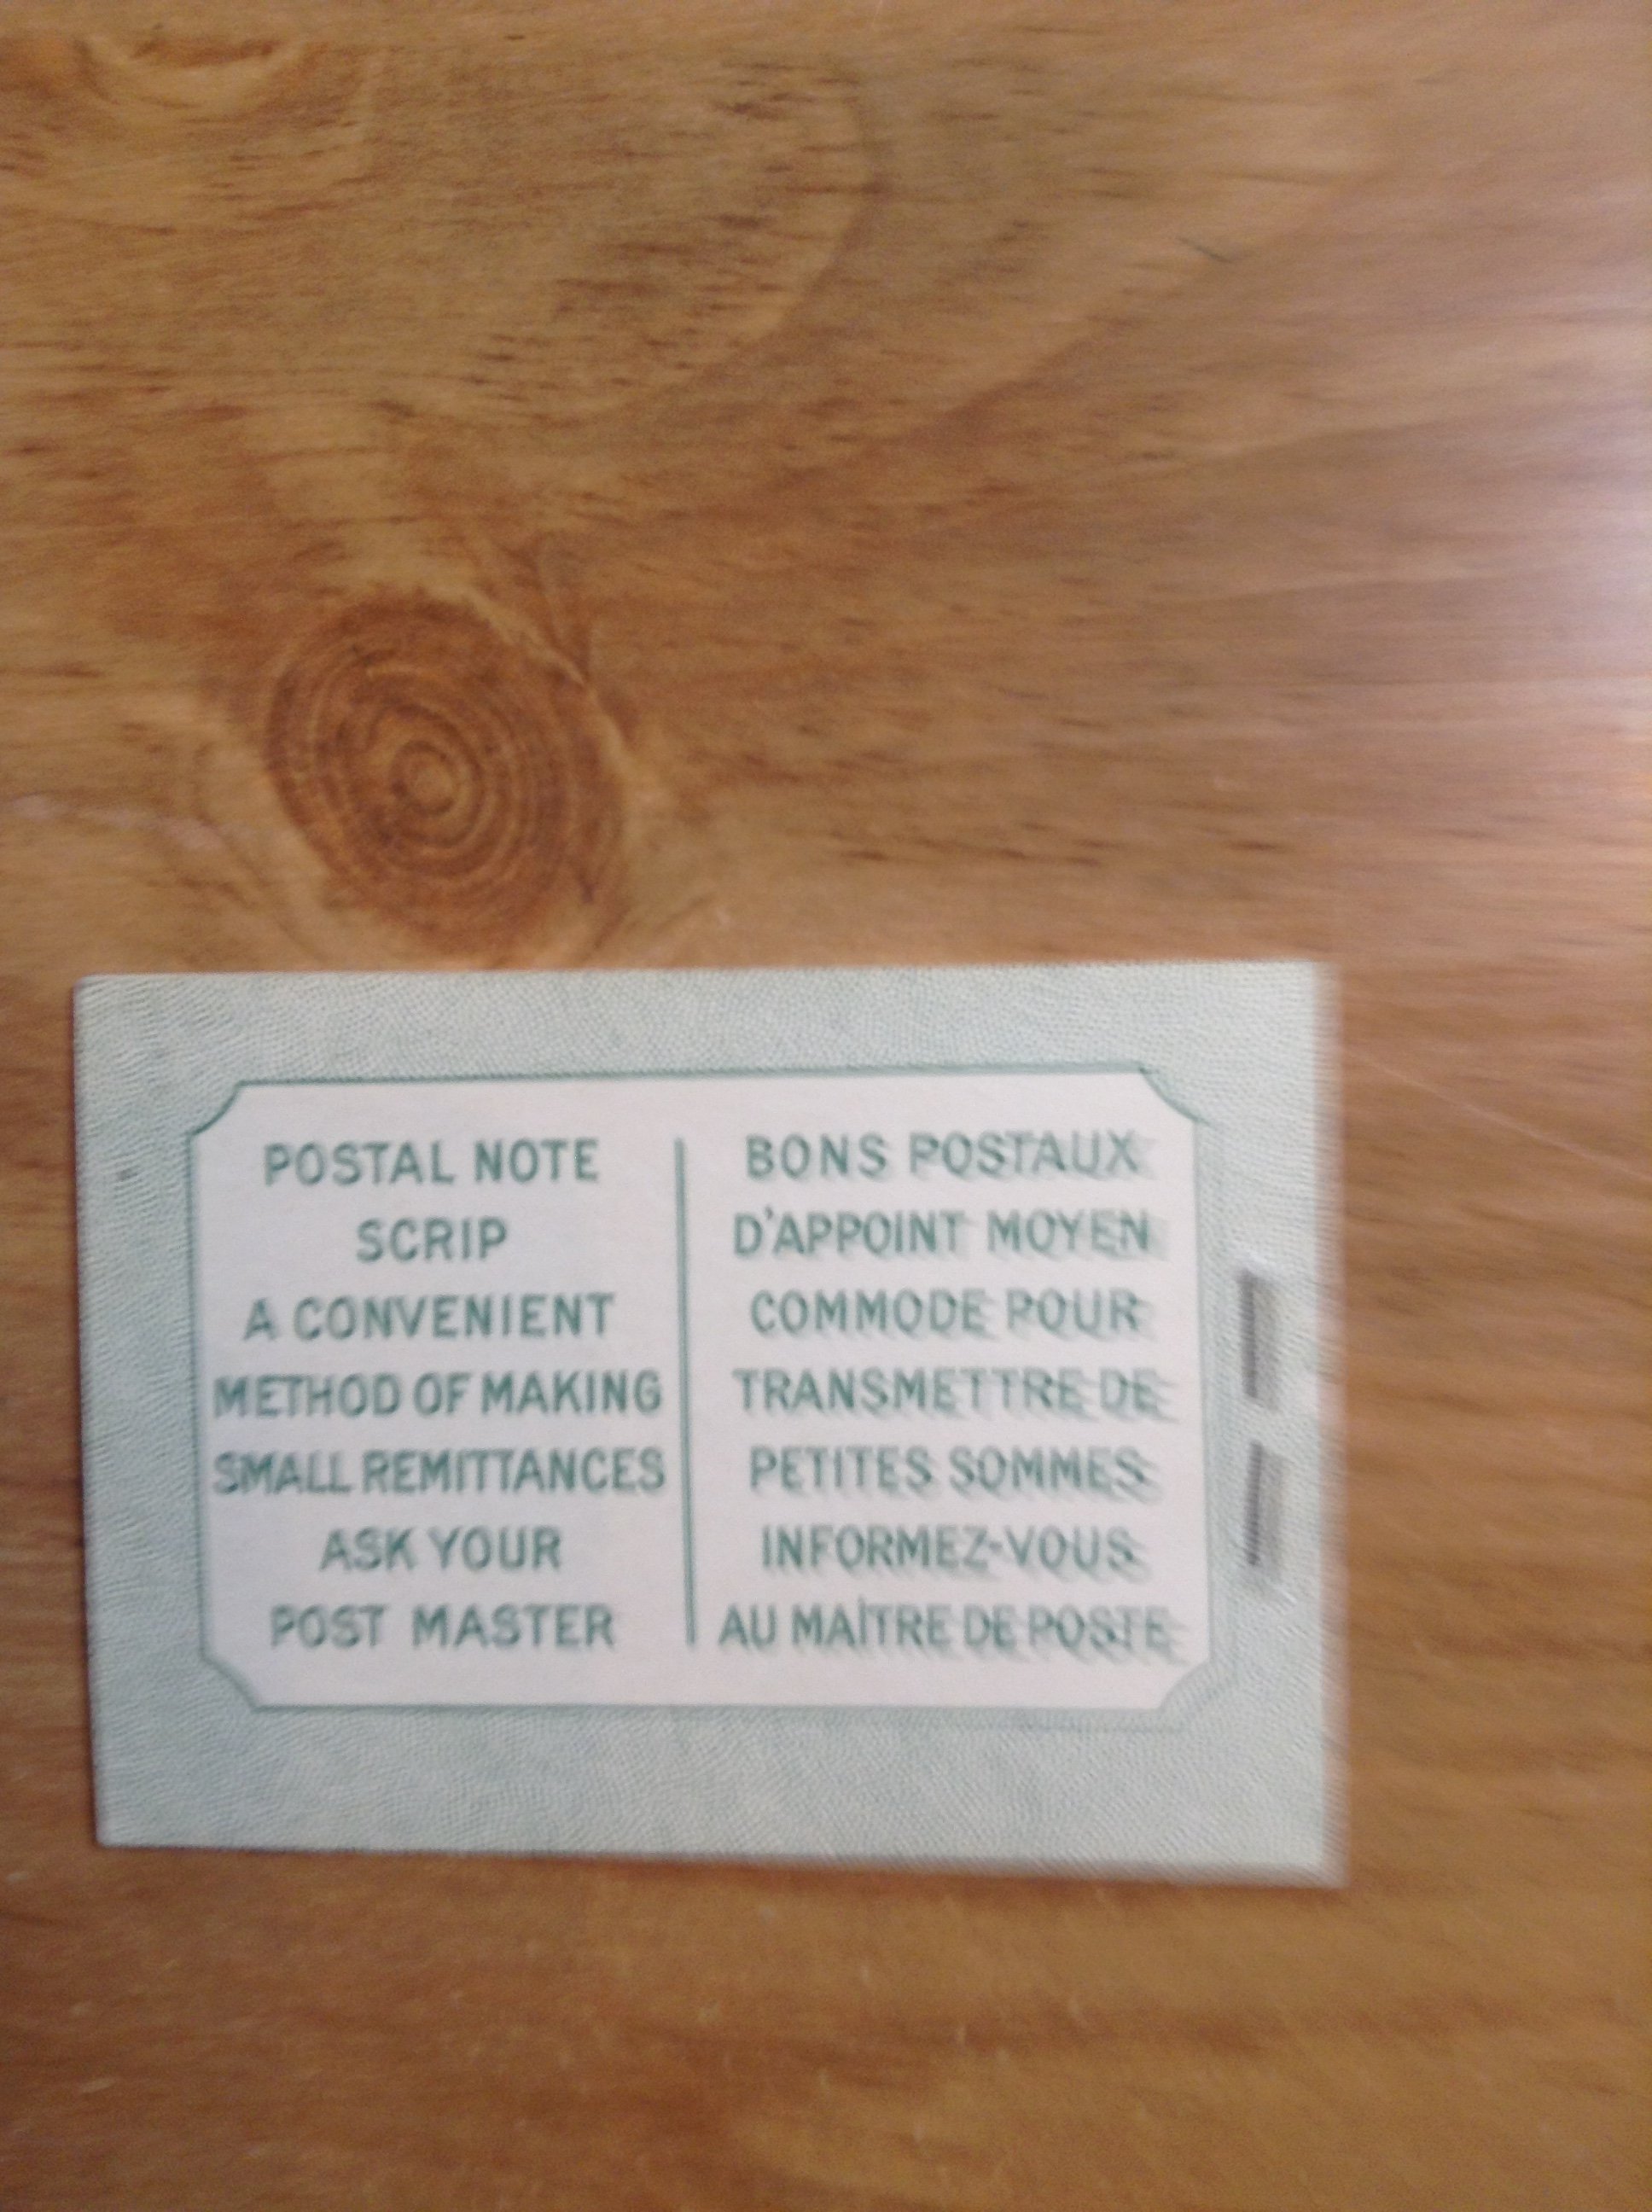 POSTAL NOTE
SCRIP
A CONVENIENT
METHOD OF MAKING
SMALL REMITTANCES
ASK YOUR
POST MASTER
BONS POSTAUX
D'APPOINT MOYEN
COMMODE POUR
TRANSMETTRE DE
PETITES SOMMES
INFORMEZ-VOUS
AU MAÎTRE DE POSTE